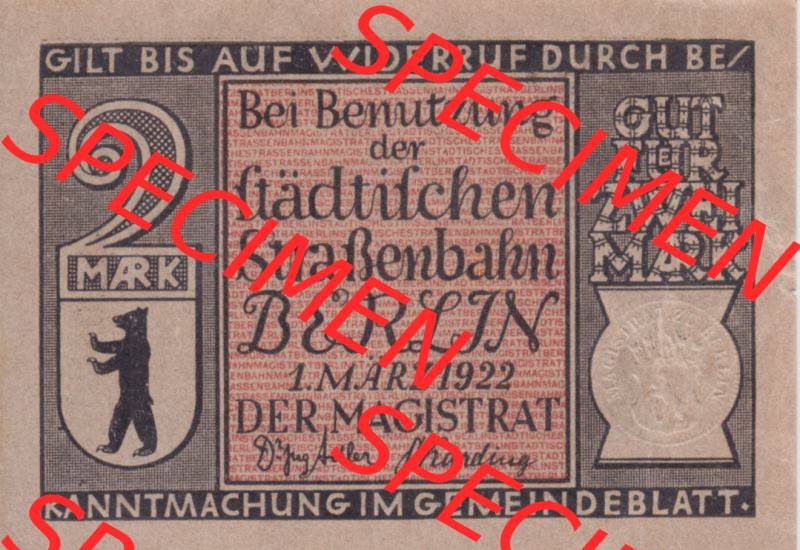 GILT BIS AUF WIDERRUF DURCH BE/
2
MARK
Bei Benutzung
der
städtischen
Straßenbahn
BERLIN
1. MÄRZ 1922
DER MAGISTRAT
GUT
FÜR
ZWEI
MARK
KANNTMACHUNG IM GEMEINDEBLATT.
SPECIMEN
SPECIMEN
SPECIMEN
SPECIMEN